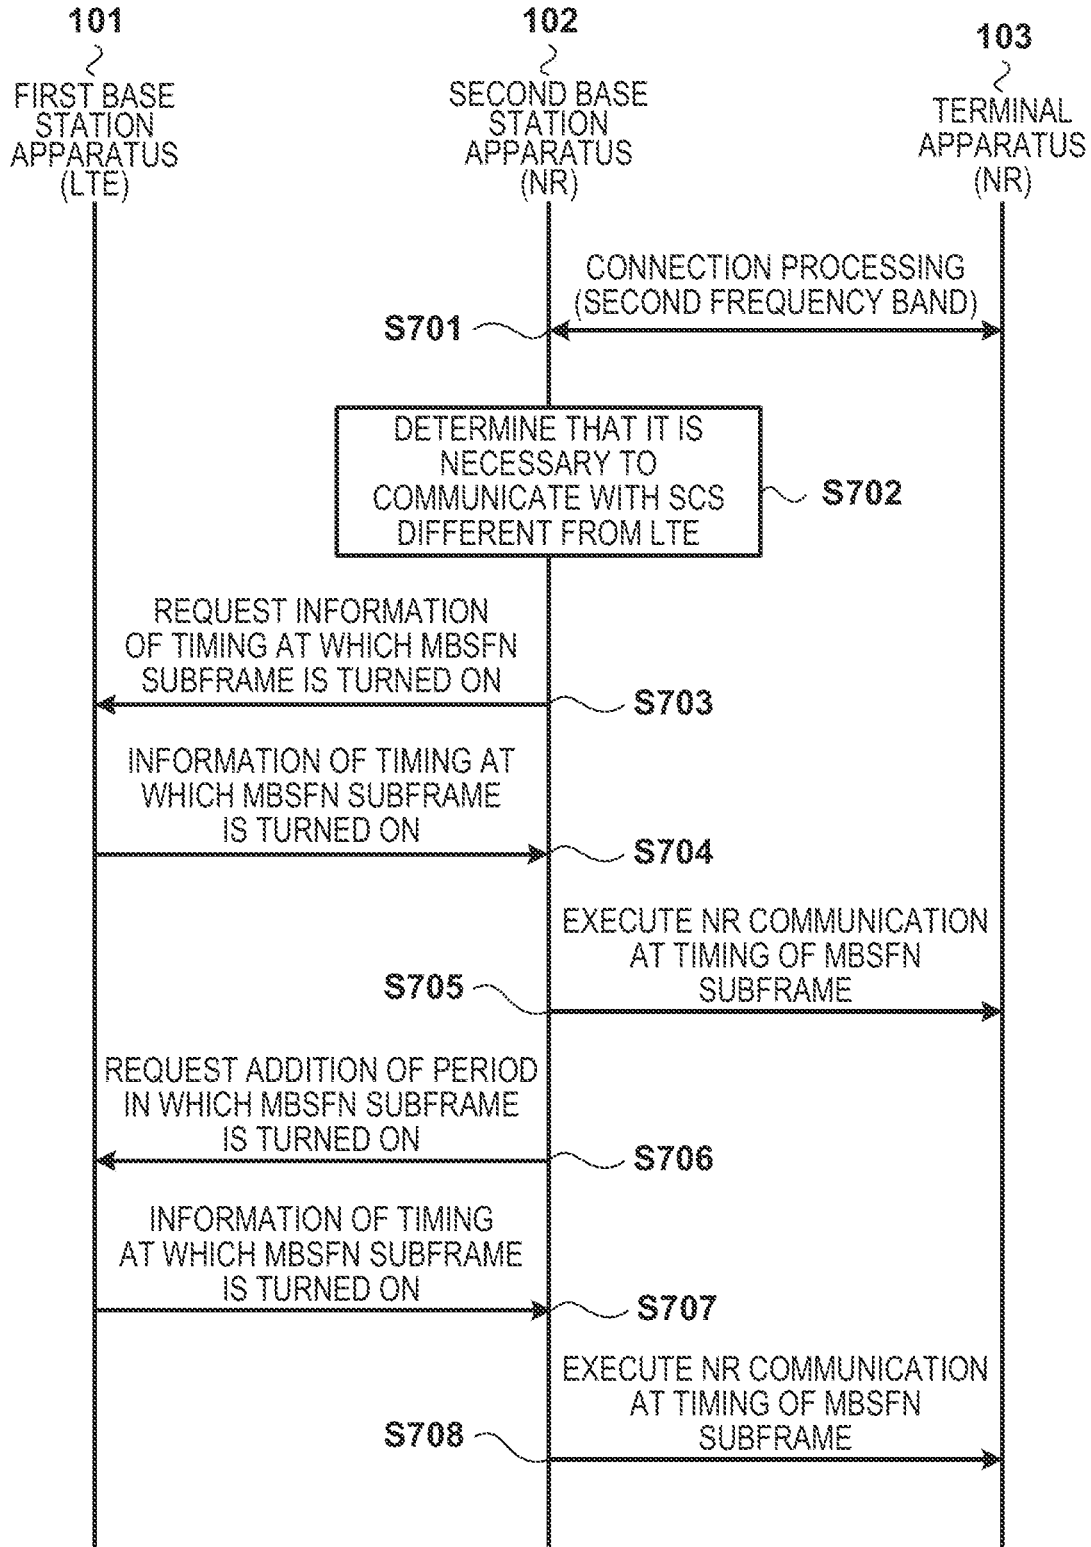 101
FIRST BASE
STATION
APPARATUS
(LTE)
102
SECOND BASE
STATION
APPARATUS
(NR)
103
TERMINAL
APPARATUS
(NR)
CONNECTION PROCESSING
(SECOND FREQUENCY BAND)
S701
DETERMINE THAT IT IS
NECESSARY TO
COMMUNICATE WITH SCS
DIFFERENT FROM LTE
S702
REQUEST INFORMATION
OF TIMING AT WHICH MBSFN
SUBFRAME IS TURNED ON
S703
INFORMATION OF TIMING AT
WHICH MBSFN SUBFRAME
IS TURNED ON
S704
EXECUTE NR COMMUNICATION
AT TIMING OF MBSFN
SUBFRAME
S705
REQUEST ADDITION OF PERIOD
IN WHICH MBSFN SUBFRAME
IS TURNED ON
S706
INFORMATION OF TIMING
AT WHICH MBSFN SUBFRAME
IS TURNED ON
S707
EXECUTE NR COMMUNICATION
AT TIMING OF MBSFN
SUBFRAME
S708